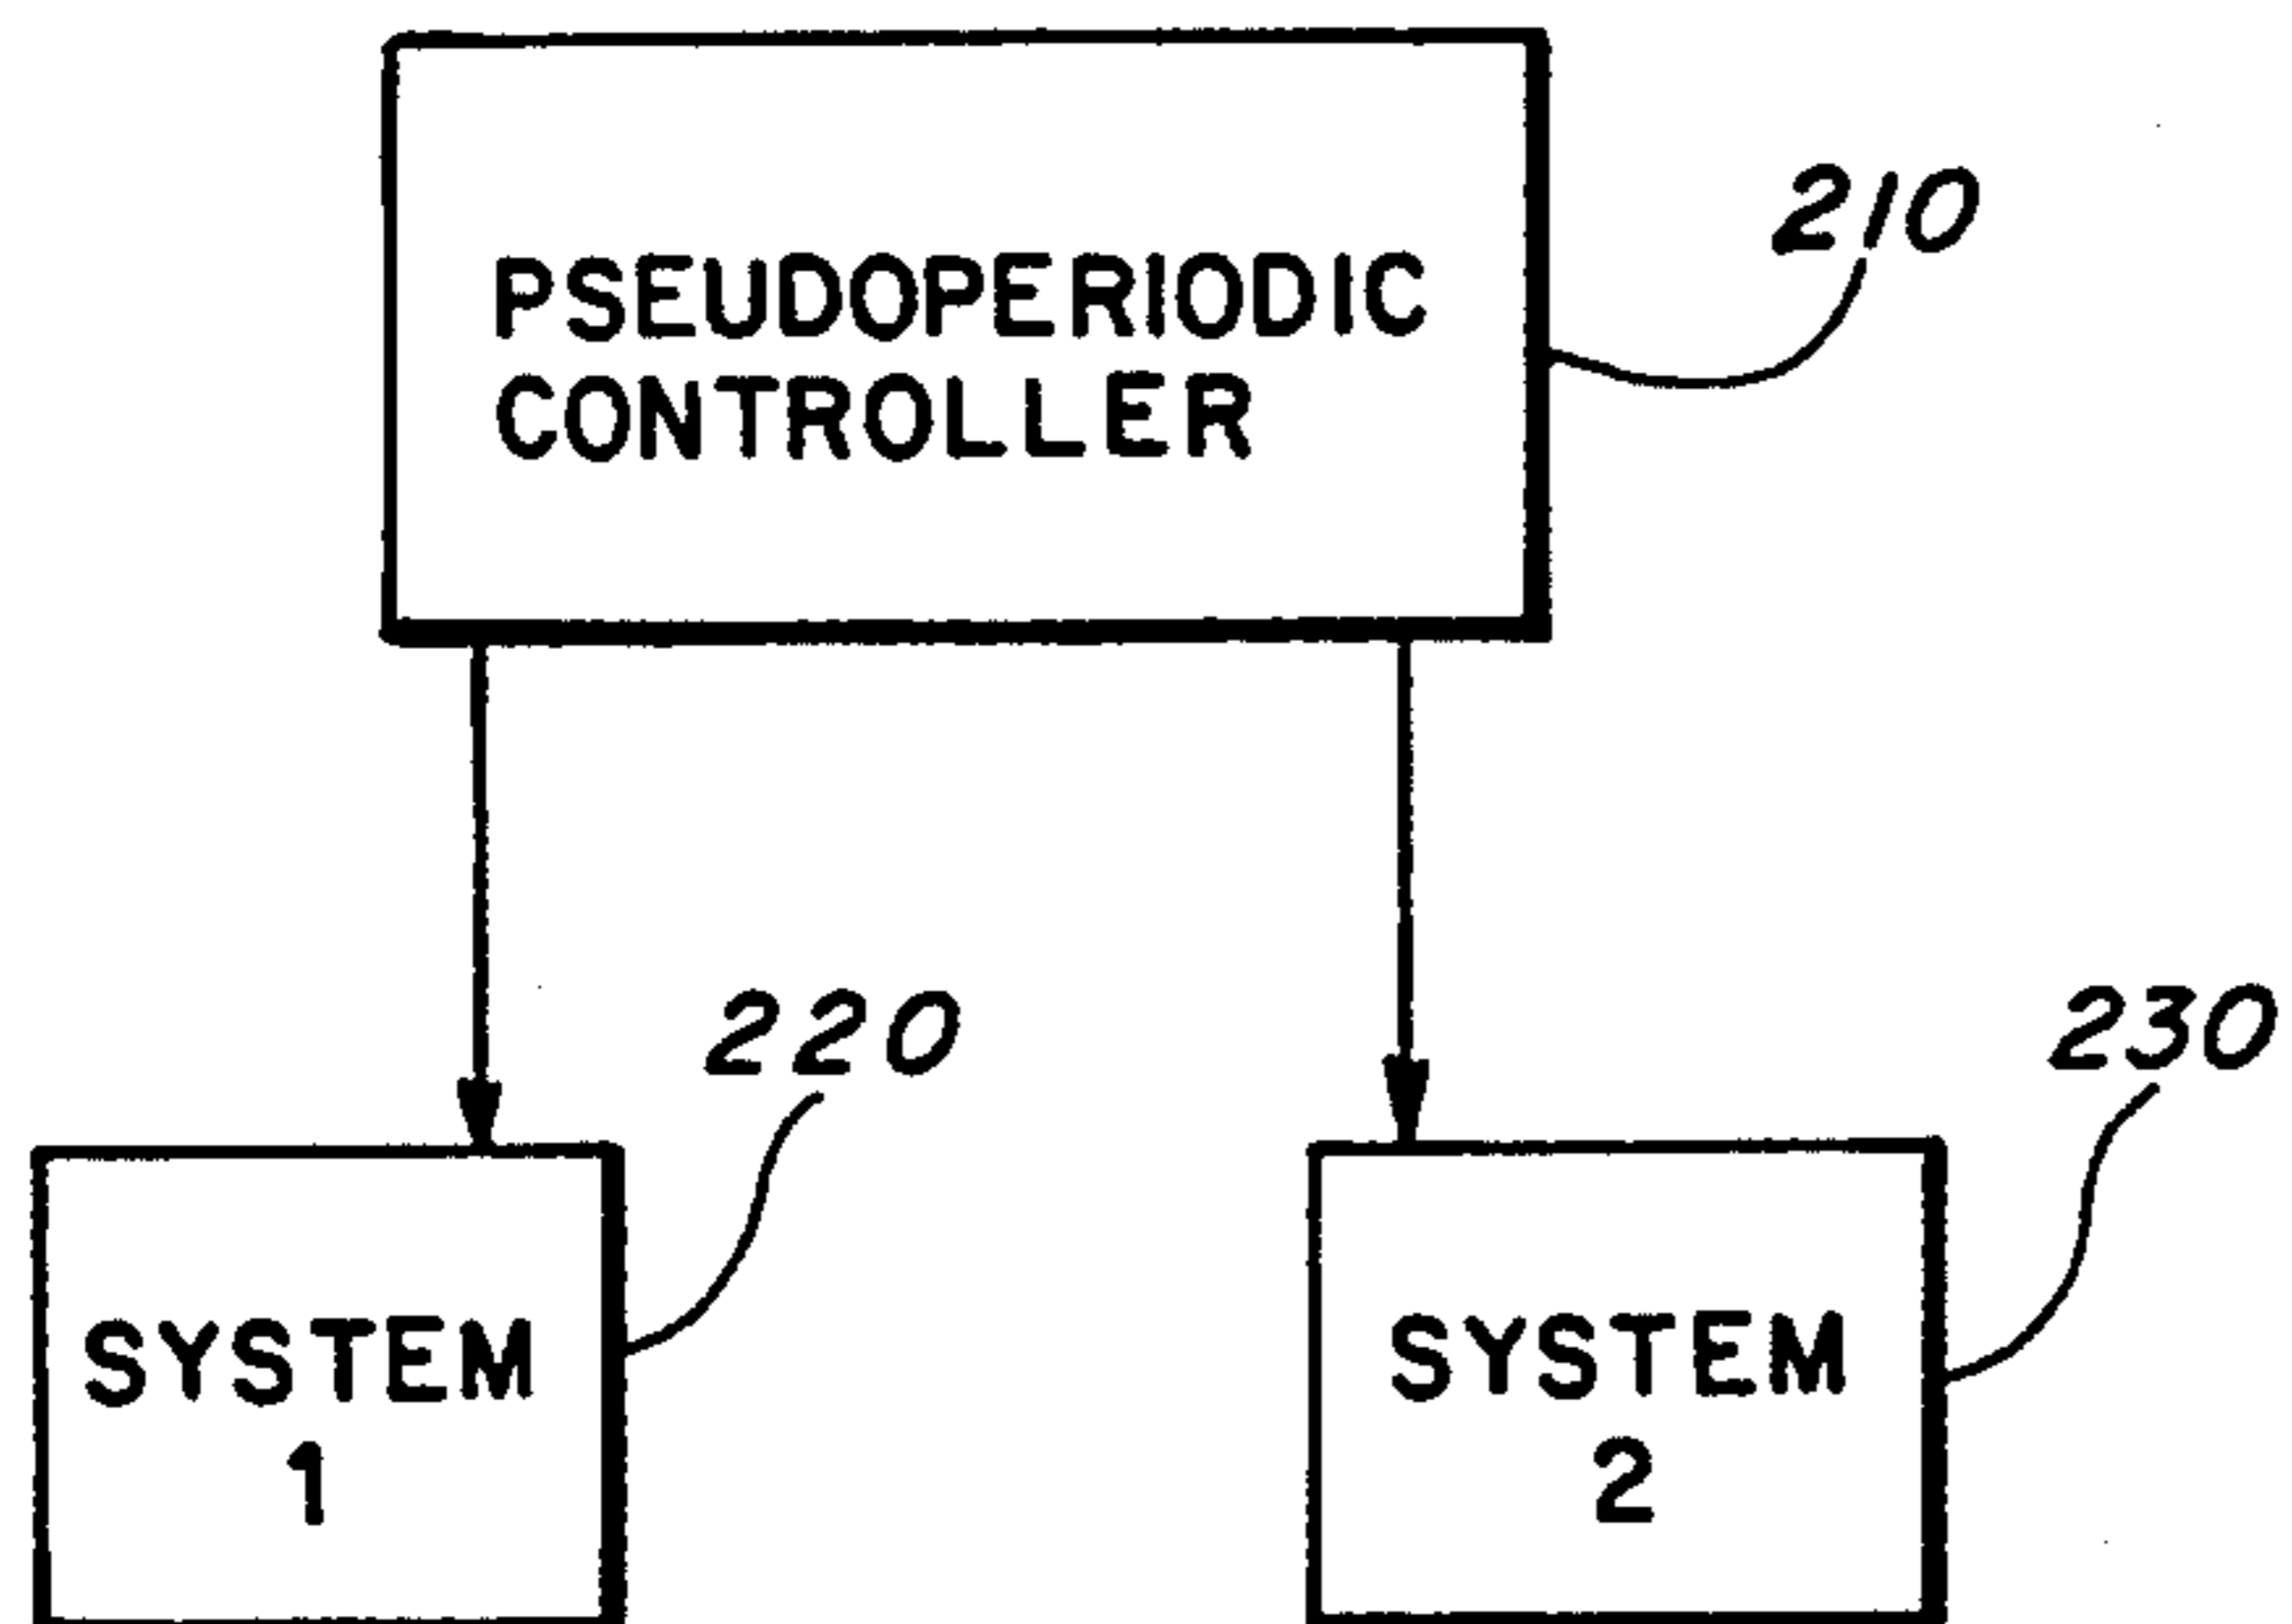 PSEUDOPERIODIC
CONTROLLER
210
220
230
SYSTEM
1
SYSTEM
2